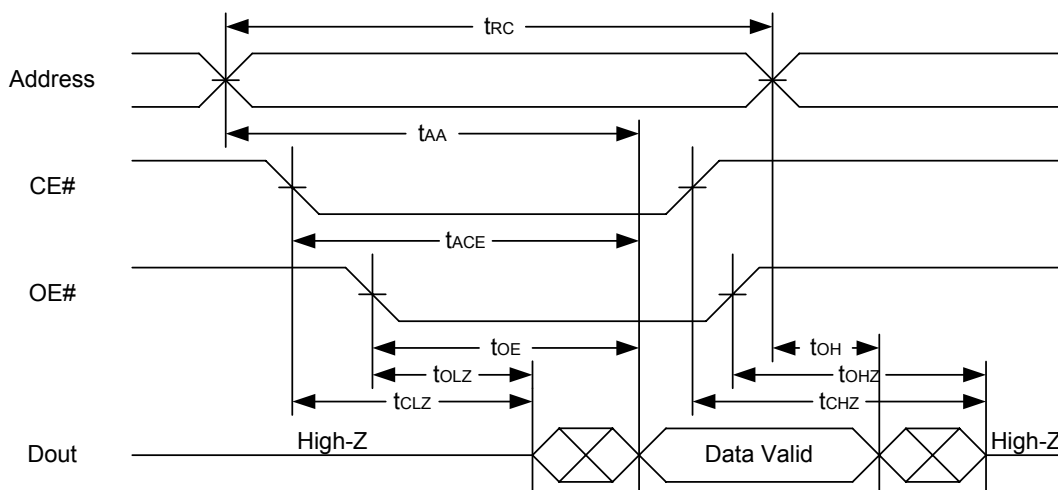 tRC
Address
tAA
CE#
tACE
OE#
tOE
tOH
tOLZ
tOHZ
tCLZ
tCHZ
High-Z
Data Valid
High-Z
Dout